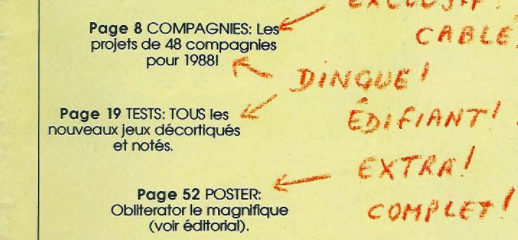 EXCLUSIF!
Page 8 COMPAGNIES: Les
projets de 48 compagnies
pour 1988!
CABLE
DINGUE!
Page 19 TESTS: TOUS les
nouveaux jeux décortiqués
et notés.
ÉDIFIANT!
EXTRA!
Page 52 POSTER:
Obliterator le magnifique
(voir éditorial).
COMPLET!